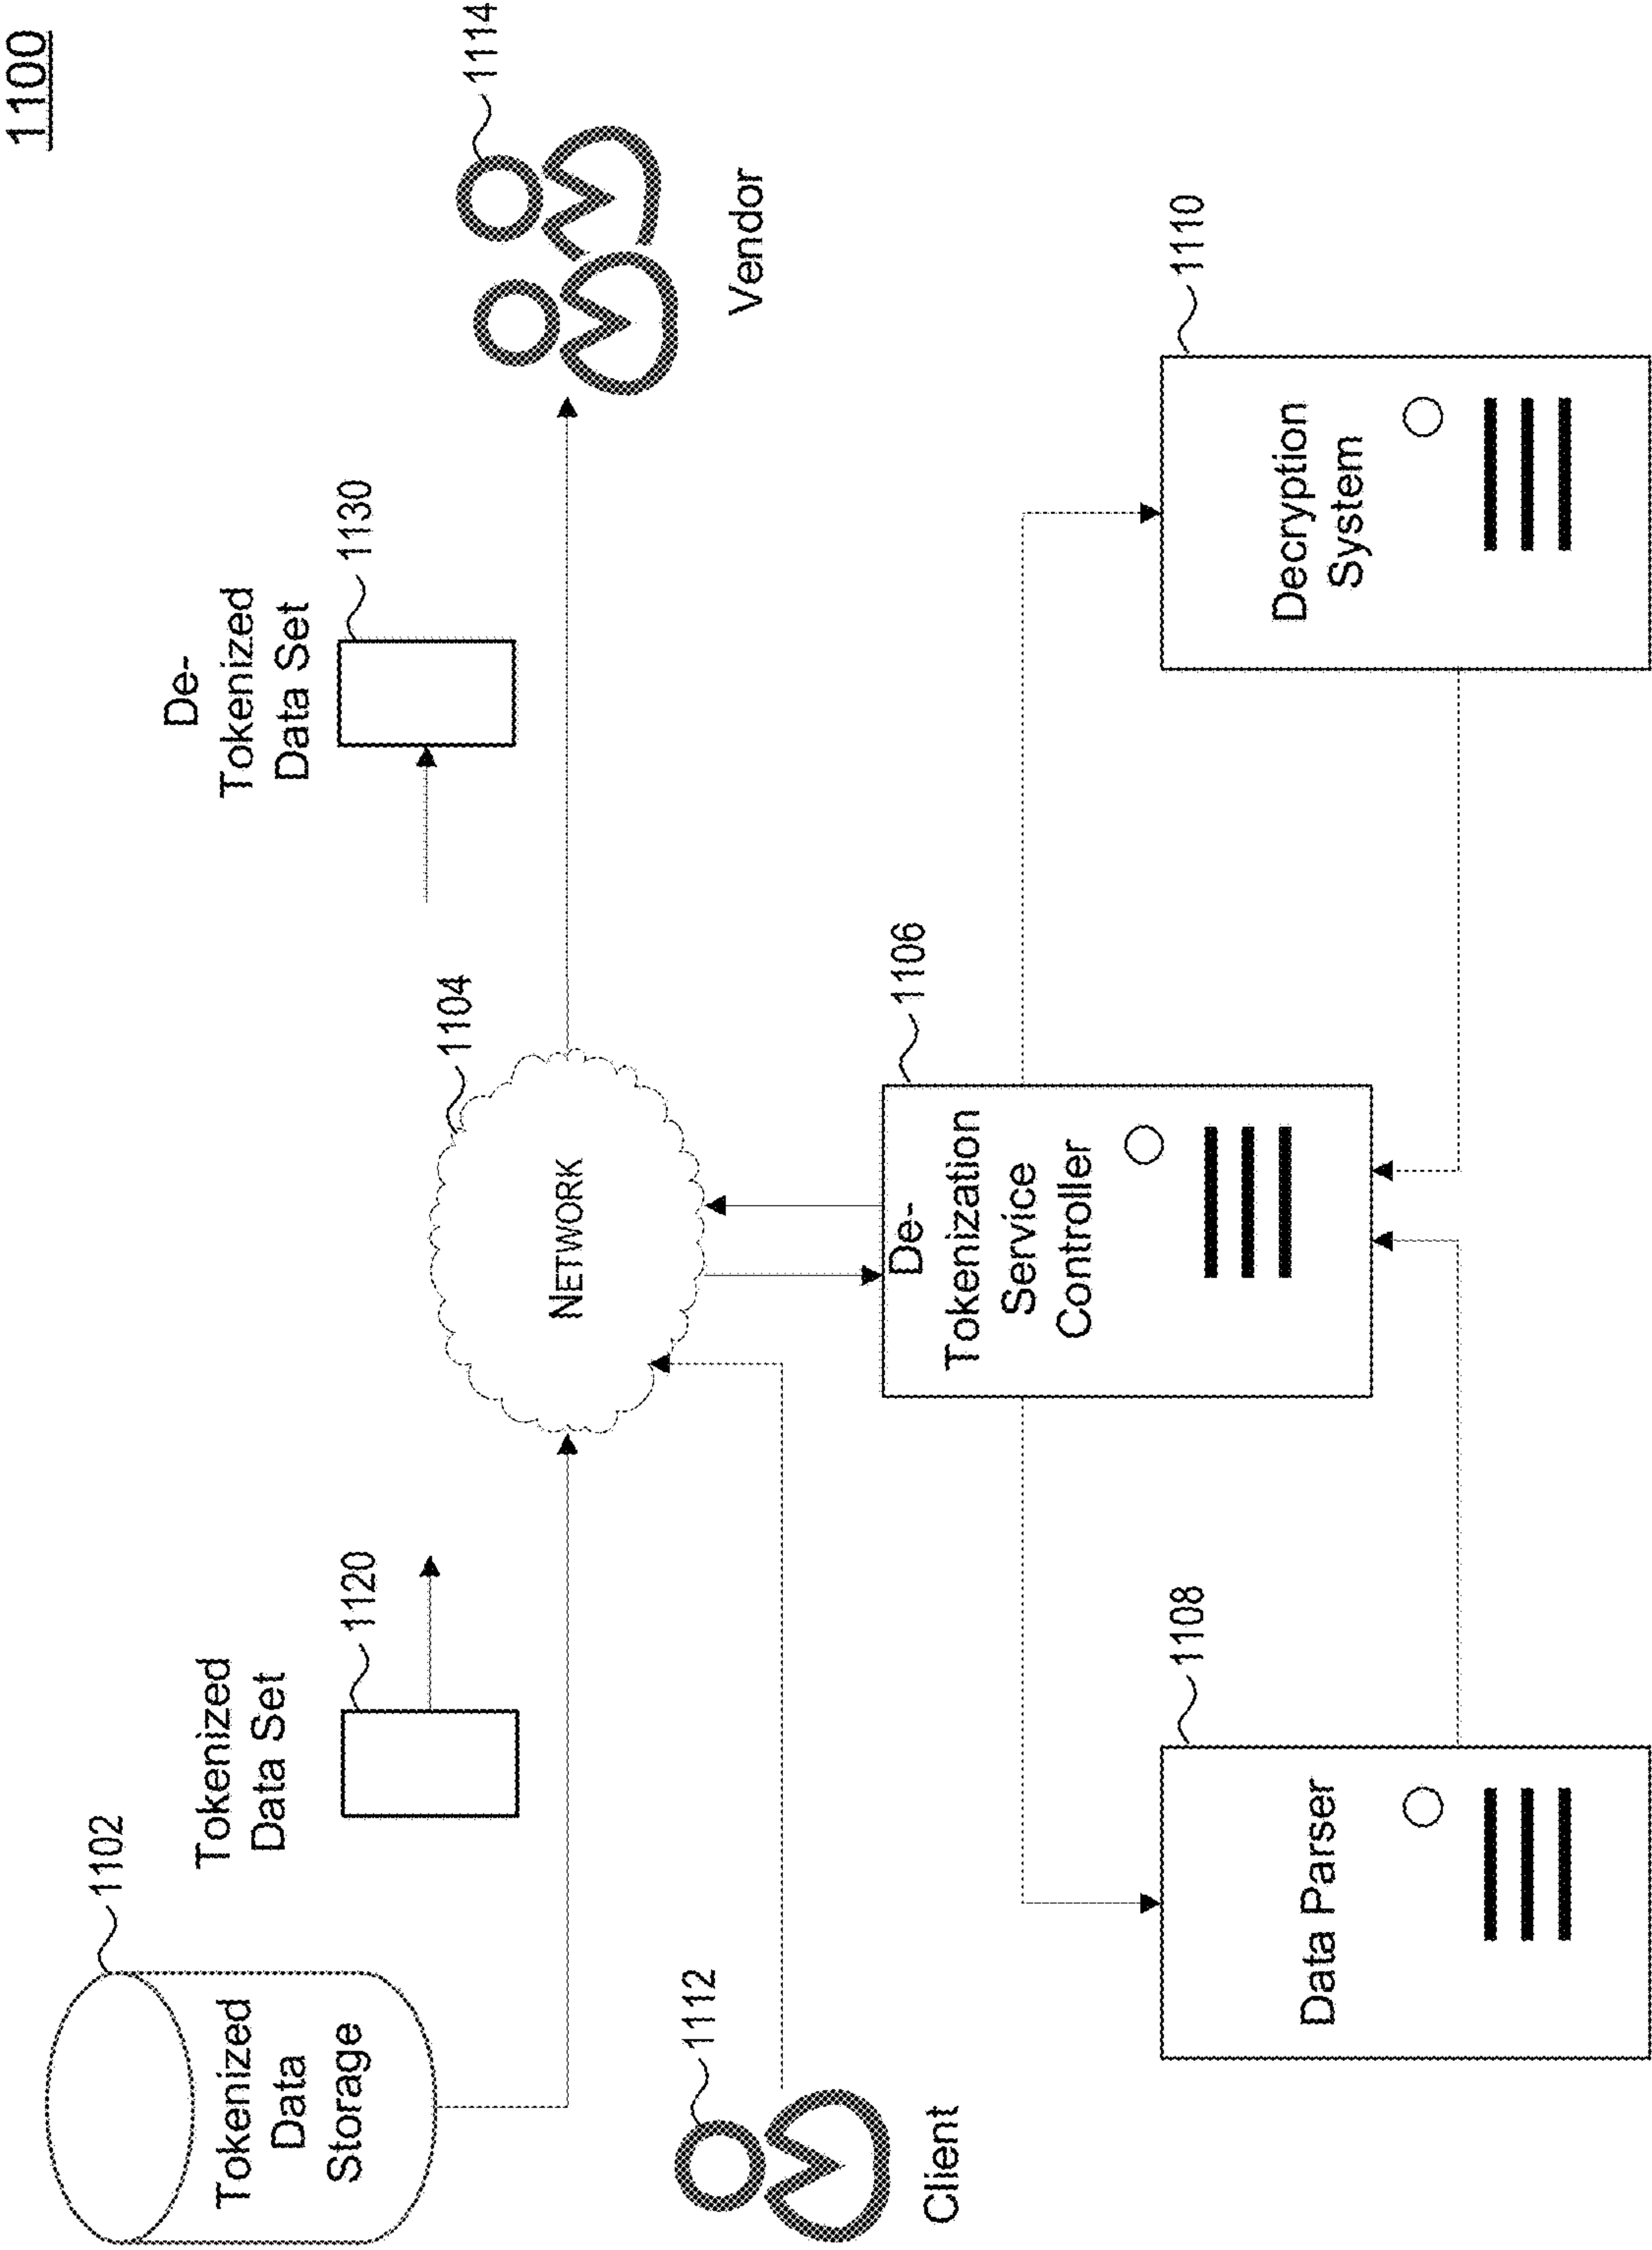 1100
1102
Tokenized
Data
Storage
Tokenized
Data Set
1120
1104
NETWORK
De-
Tokenized
Data Set
1130
1114
Vendor
1112
Client
1106
De-
Tokenization
Service
Controller
1108
Data Parser
1110
Decryption
System